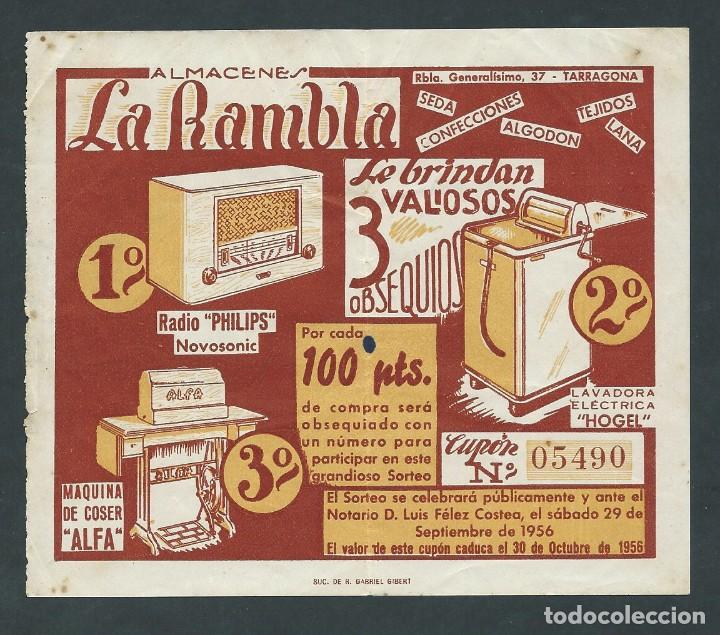 ALMACENES
La Rambla
Rbla. Generalísimo, 37 - TARRAGONA
SEDA
CONFECCIONES
ALGODON
TEJIDOS
LANA
Le brindan
3 VALIOSOS
OBSEQUIOS
1º
Radio "PHILIPS"
Novosonic
2º
LAVADORA
ELÉCTRICA
"HOGEL"
ALFA
ALFA
3º
MAQUINA
DE COSER
"ALFA"
Por cada
100 pts.
de compra será
obsequiado con
un número para
participar en este
grandioso Sorteo
Cupón
Nº 05490
El Sorteo se celebrará públicamente y ante el
Notario D. Luis Félez Costea, el sábado 29 de
Septiembre de 1956
El valor de este cupón caduca el 30 de Octubre de 1956
SUC. DE R. GABRIEL GIBERT
todocoleccion